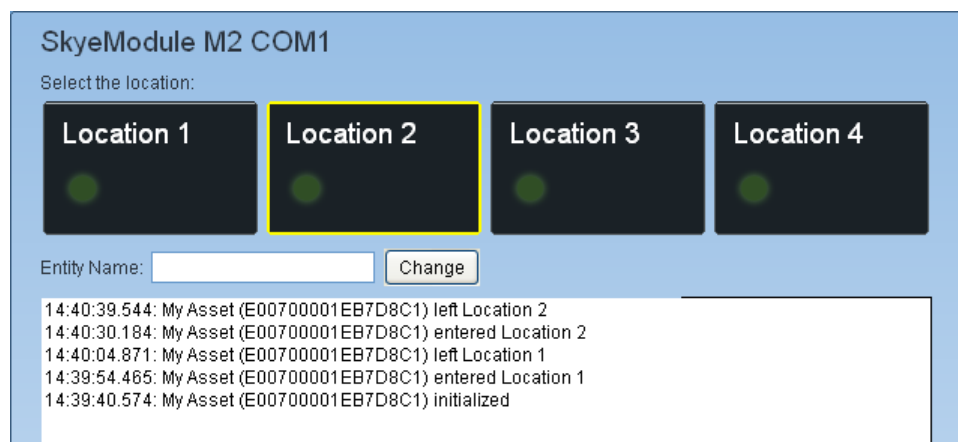 SkyeModule M2 COM1
Select the location:
Location 1
Location 2
Location 3
Location 4
Entity Name:
Change
14:40:39.544: My Asset (E00700001EB7D8C1) left Location 2
14:40:30.184: My Asset (E00700001EB7D8C1) entered Location 2
14:40:04.871: My Asset (E00700001EB7D8C1) left Location 1
14:39:54.465: My Asset (E00700001EB7D8C1) entered Location 1
14:39:40.574: My Asset (E00700001EB7D8C1) initialized